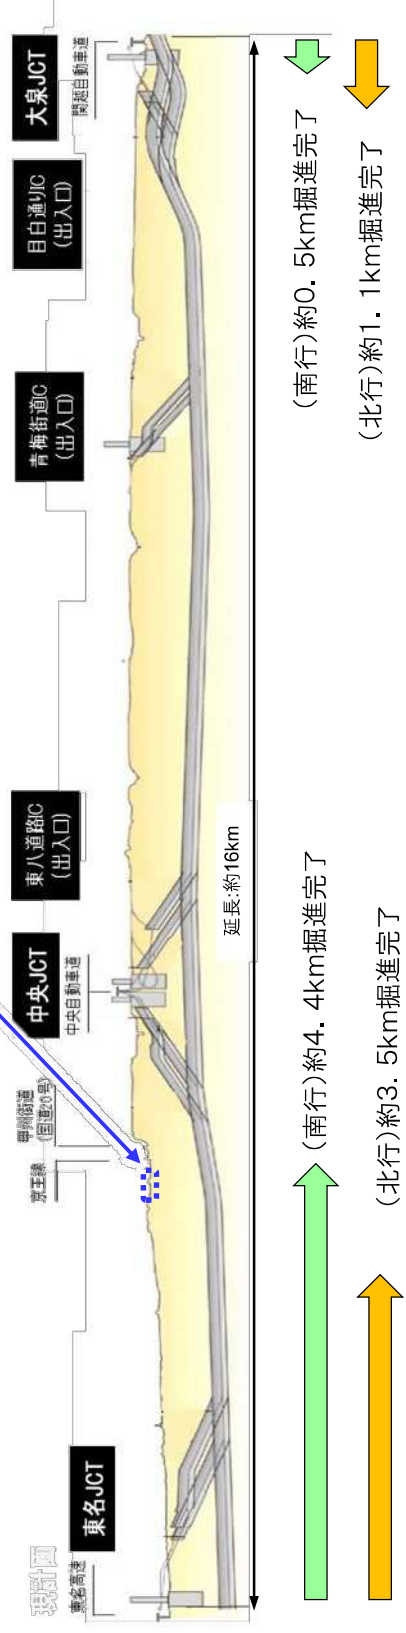 現計画
東名高速
東名JCT
京王線
甲州街道
(国道20号)
中央JCT
中央自動車道
東八道路IC
(出入口)
青梅街道IC
(出入口)
目白通りIC
(出入口)
大泉JCT
関越自動車道
延長:約16km
(南行)約4.4km掘進完了
(南行)約0.5km掘進完了
(北行)約3.5km掘進完了
(北行)約1.1km掘進完了